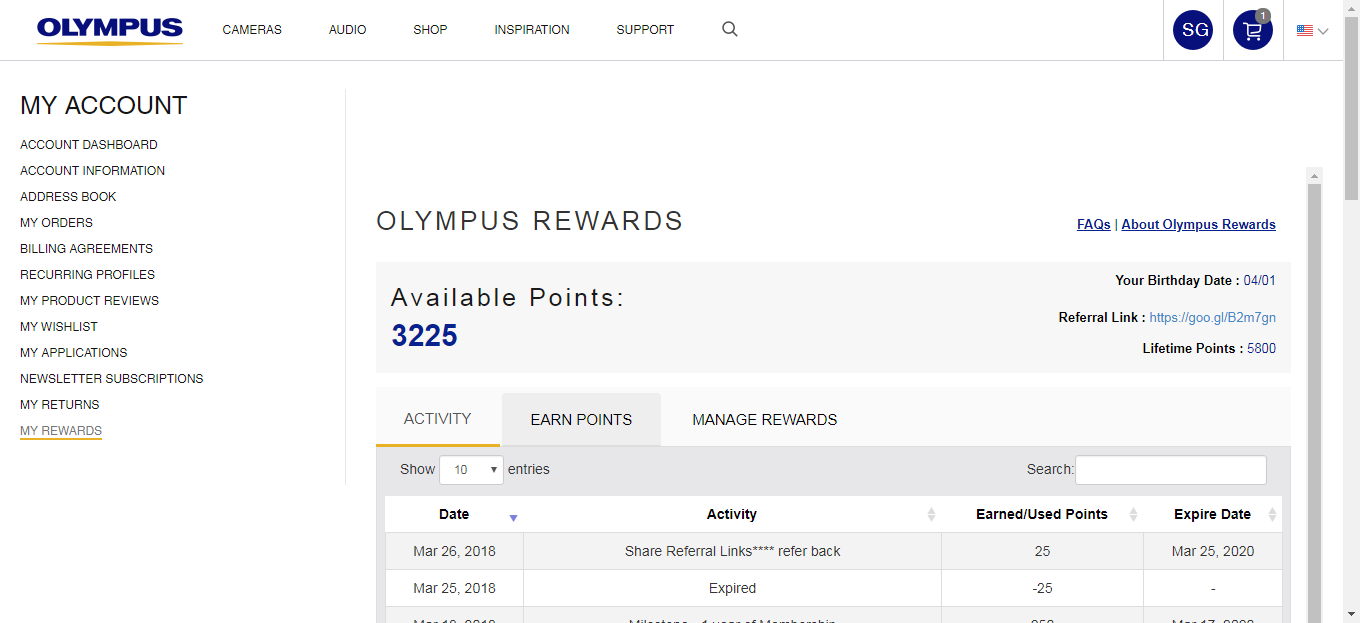 OLYMPUS CAMERAS AUDIO SHOP INSPIRATION SUPPORT SG 1
MY ACCOUNT
ACCOUNT DASHBOARD
ACCOUNT INFORMATION
ADDRESS BOOK
MY ORDERS
BILLING AGREEMENTS
RECURRING PROFILES
MY PRODUCT REVIEWS
MY WISHLIST
MY APPLICATIONS
NEWSLETTER SUBSCRIPTIONS
MY RETURNS
MY REWARDS
OLYMPUS REWARDS
FAQs | About Olympus Rewards
Available Points:
3225
Your Birthday Date : 04/01
Referral Link : https://goo.gl/B2m7gn
Lifetime Points : 5800
ACTIVITY EARN POINTS MANAGE REWARDS
Show 10 entries Search:
Date Activity Earned/Used Points Expire Date
Mar 26, 2018 Share Referral Links**** refer back 25 Mar 25, 2020
Mar 25, 2018 Expired -25 -